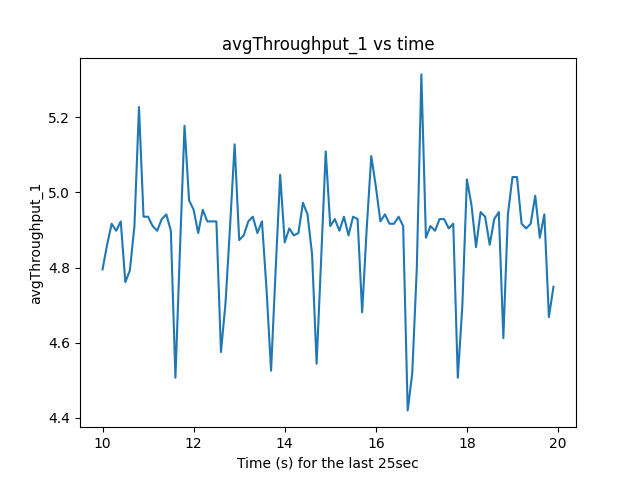 avgThroughput_1 vs time
avgThroughput_1
5.2
5.0
4.8
4.6
4.4
10 12 14 16 18 20
Time (s) for the last 25sec